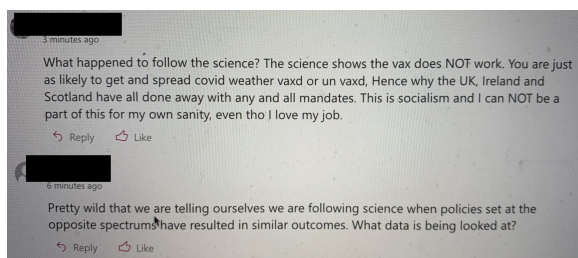 3 minutes ago
What happened to follow the science? The science shows the vax does NOT work. You are just
as likely to get and spread covid weather vaxd or un vaxd, Hence why the UK, Ireland and
Scotland have all done away with any and all mandates. This is socialism and I can NOT be a
part of this for my own sanity, even tho I love my job.
Reply Like
6 minutes ago
Pretty wild that we are telling ourselves we are following science when policies set at the
opposite spectrums have resulted in similar outcomes. What data is being looked at?
Reply Like